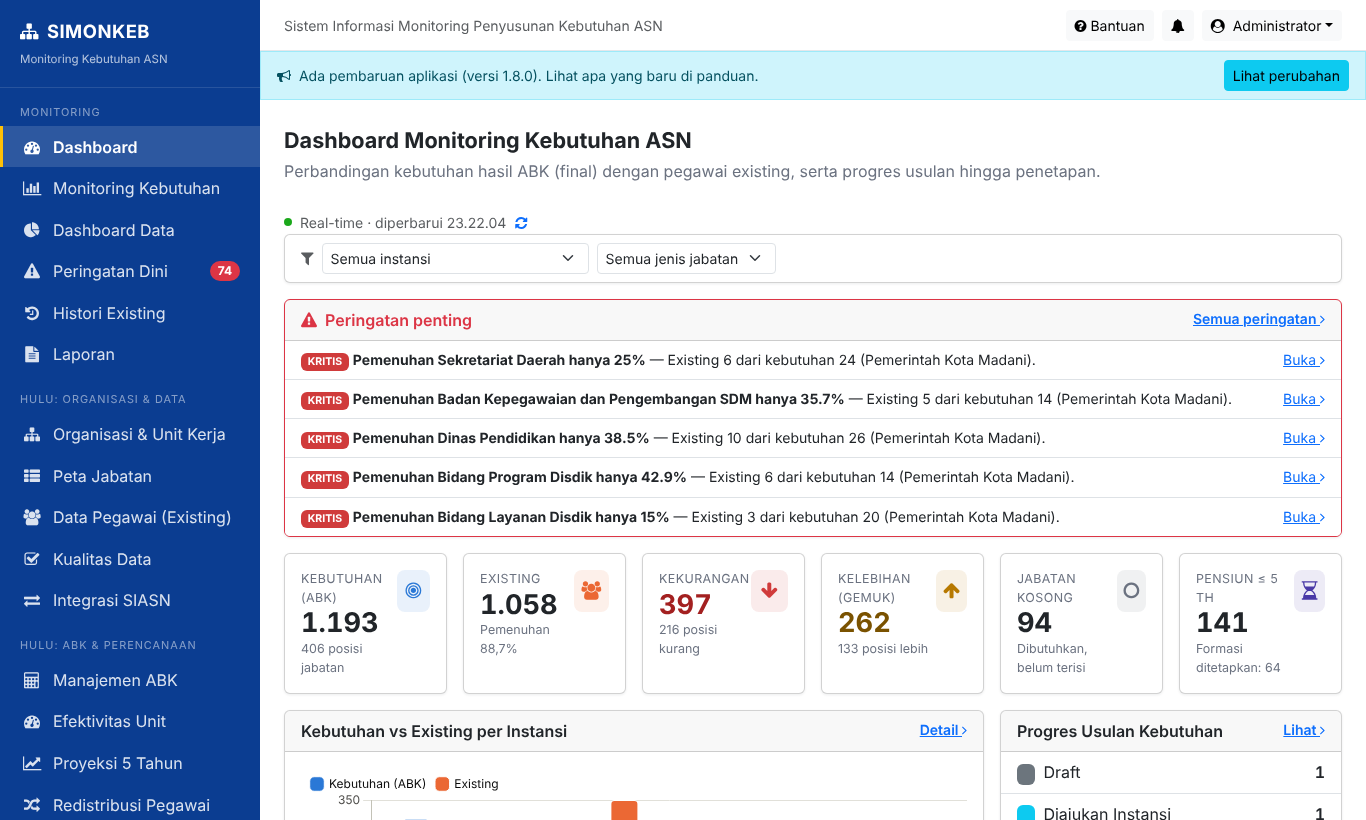 SIMONKEB
Monitoring Kebutuhan ASN
MONITORING
Dashboard
Monitoring Kebutuhan
Dashboard Data
Peringatan Dini 74
Histori Existing
Laporan
HULU: ORGANISASI & DATA
Organisasi & Unit Kerja
Peta Jabatan
Data Pegawai (Existing)
Kualitas Data
Integrasi SIASN
HULU: ABK & PERENCANAAN
Manajemen ABK
Efektivitas Unit
Proyeksi 5 Tahun
Redistribusi Pegawai
Sistem Informasi Monitoring Penyusunan Kebutuhan ASN
Bantuan
Administrator
Ada pembaruan aplikasi (versi 1.8.0). Lihat apa yang baru di panduan.
Lihat perubahan
Dashboard Monitoring Kebutuhan ASN
Perbandingan kebutuhan hasil ABK (final) dengan pegawai existing, serta progres usulan hingga penetapan.
Real-time · diperbarui 23.22.04
Semua instansi
Semua jenis jabatan
Peringatan penting
Semua peringatan
KRITIS Pemenuhan Sekretariat Daerah hanya 25% — Existing 6 dari kebutuhan 24 (Pemerintah Kota Madani). Buka
KRITIS Pemenuhan Badan Kepegawaian dan Pengembangan SDM hanya 35.7% — Existing 5 dari kebutuhan 14 (Pemerintah Kota Madani). Buka
KRITIS Pemenuhan Dinas Pendidikan hanya 38.5% — Existing 10 dari kebutuhan 26 (Pemerintah Kota Madani). Buka
KRITIS Pemenuhan Bidang Program Disdik hanya 42.9% — Existing 6 dari kebutuhan 14 (Pemerintah Kota Madani). Buka
KRITIS Pemenuhan Bidang Layanan Disdik hanya 15% — Existing 3 dari kebutuhan 20 (Pemerintah Kota Madani). Buka
KEBUTUHAN
(ABK)
1.193
406 posisi
jabatan
EXISTING
1.058
Pemenuhan
88,7%
KEKURANGAN
397
216 posisi
kurang
KELEBIHAN
(GEMUK)
262
133 posisi lebih
JABATAN
KOSONG
94
Dibutuhkan,
belum terisi
PENSIUN ≤ 5
TH
141
Formasi
ditetapkan: 64
Kebutuhan vs Existing per Instansi
Detail
Kebutuhan (ABK) Existing
350
Progres Usulan Kebutuhan
Lihat
Draft 1
Diajukan Instansi 1